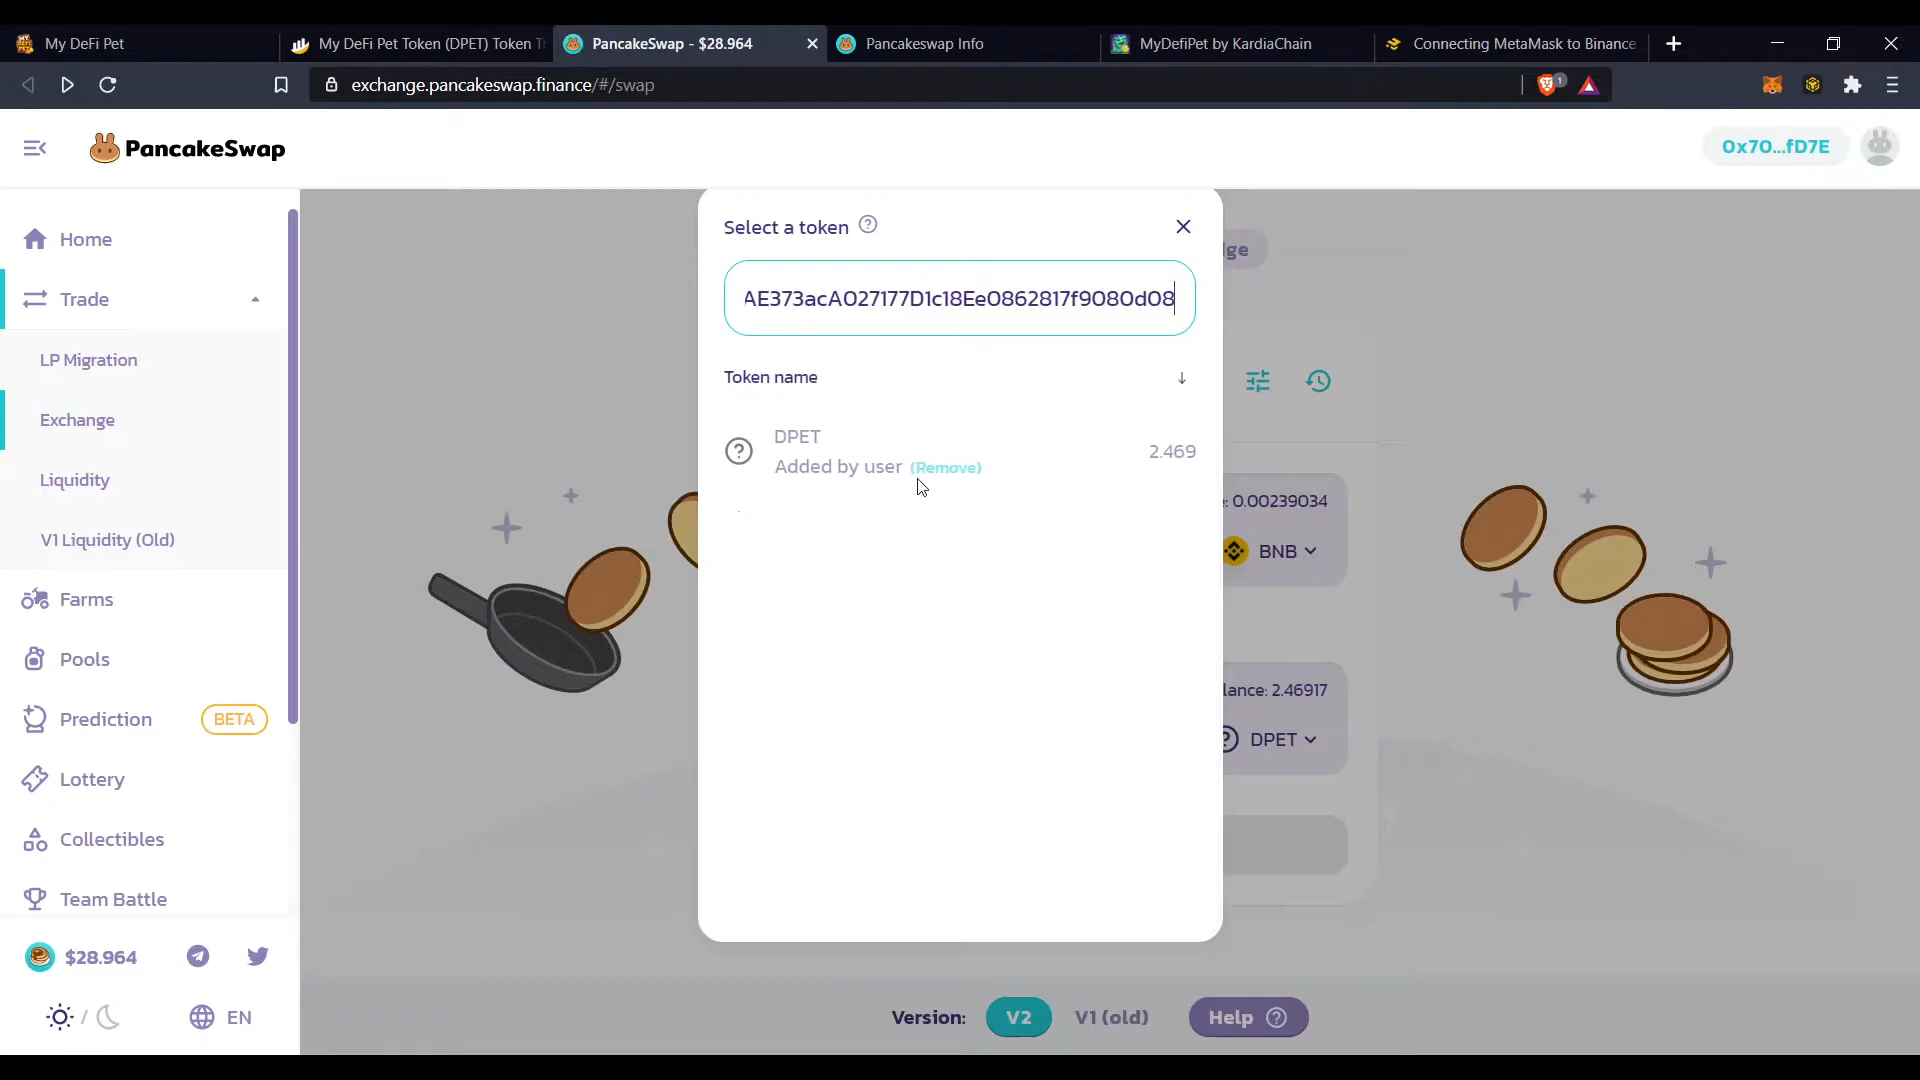 My DeFi Pet
My DeFi Pet Token (DPET) Token Tr
PancakeSwap - $28.964
Pancakeswap Info
MyDefiPet by KardiaChain
Connecting MetaMask to Binance
exchange.pancakeswap.finance/#/swap
1
PancakeSwap
0x70...fD7E
Home
Trade
LP Migration
Exchange
Liquidity
V1 Liquidity (Old)
Farms
Pools
Prediction
BETA
Lottery
Collectibles
Team Battle
$28.964
/
EN
Select a token
AE373acA027177D1c18Ee0862817f9080d08
Token name
DPET
2.469
Added by user (Remove)
ge
: 0.00239034
BNB
lance: 2.46917
DPET
Version:
V2
V1 (old)
Help